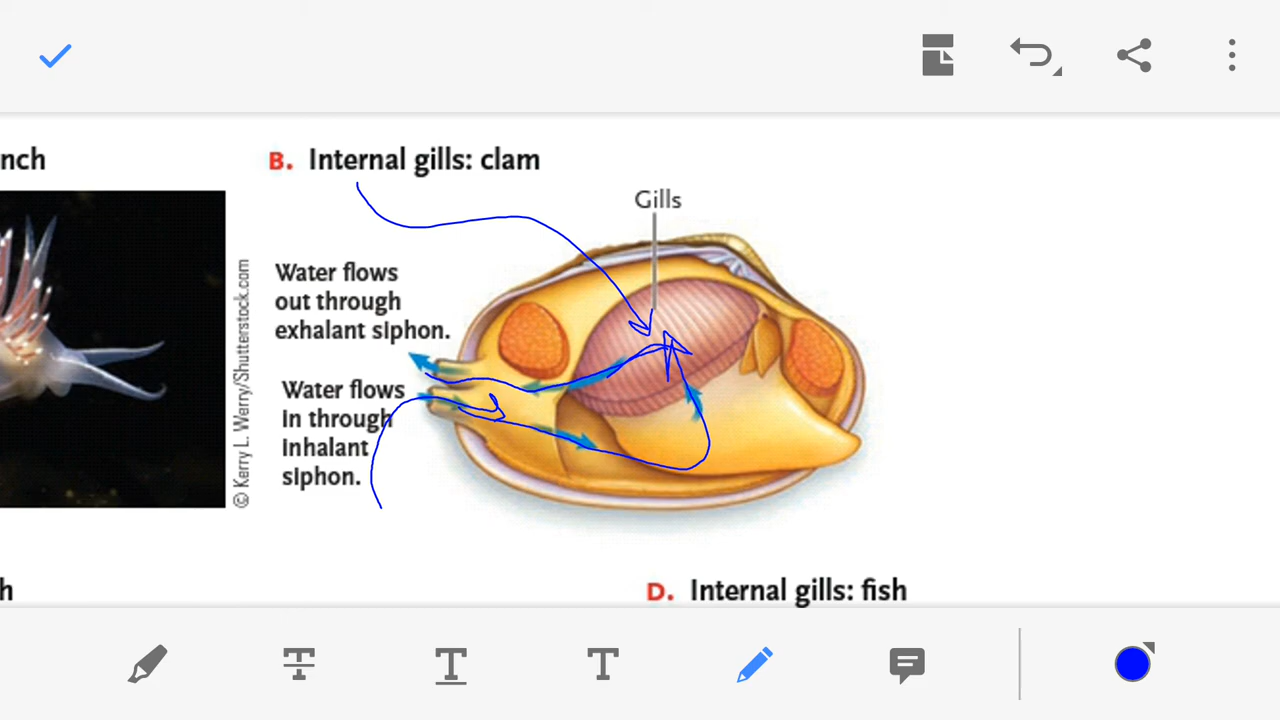 nch
B. Internal gills: clam
Gills
Water flows
out through
exhalant siphon.
Water flows
In through
Inhalant
siphon.
© Kerry L. Werry/Shutterstock.com
h
D. Internal gills: fish